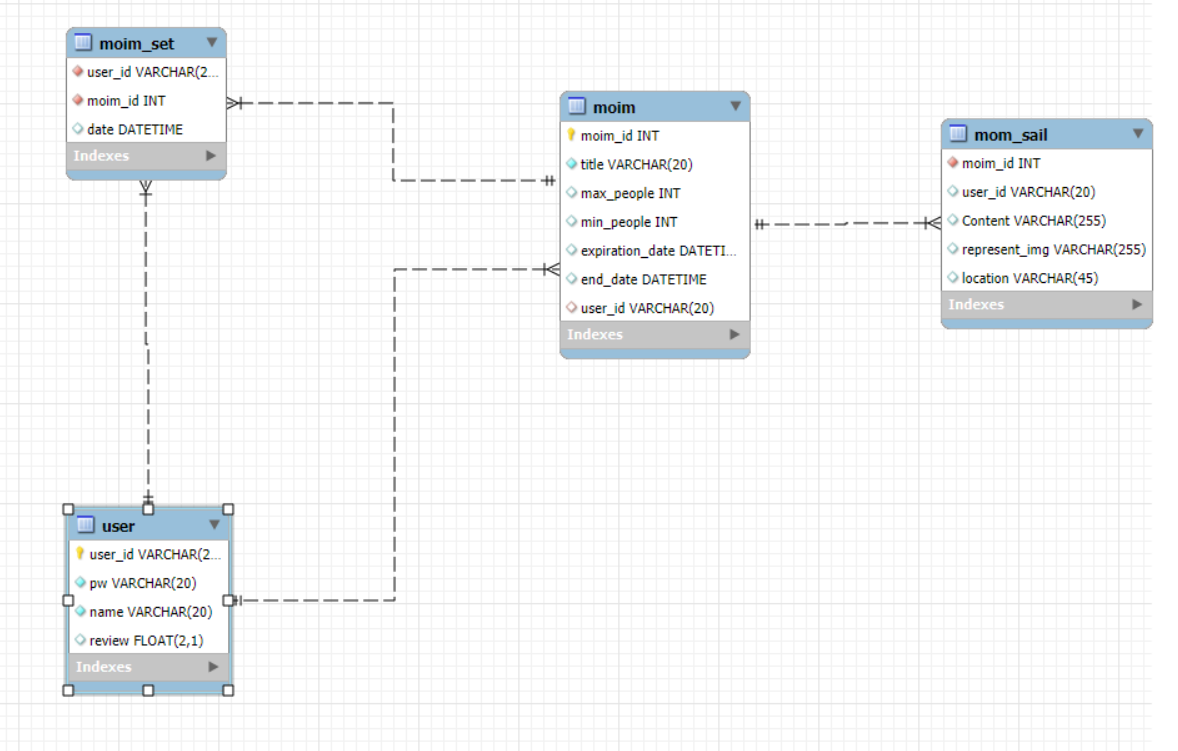 moim_set
user_id VARCHAR(2...
moim_id INT
date DATETIME
Indexes
moim
moim_id INT
title VARCHAR(20)
max_people INT
min_people INT
expiration_date DATETI...
end_date DATETIME
user_id VARCHAR(20)
Indexes
mom_sail
moim_id INT
user_id VARCHAR(20)
Content VARCHAR(255)
represent_img VARCHAR(255)
location VARCHAR(45)
Indexes
user
user_id VARCHAR(2...
pw VARCHAR(20)
name VARCHAR(20)
review FLOAT(2,1)
Indexes